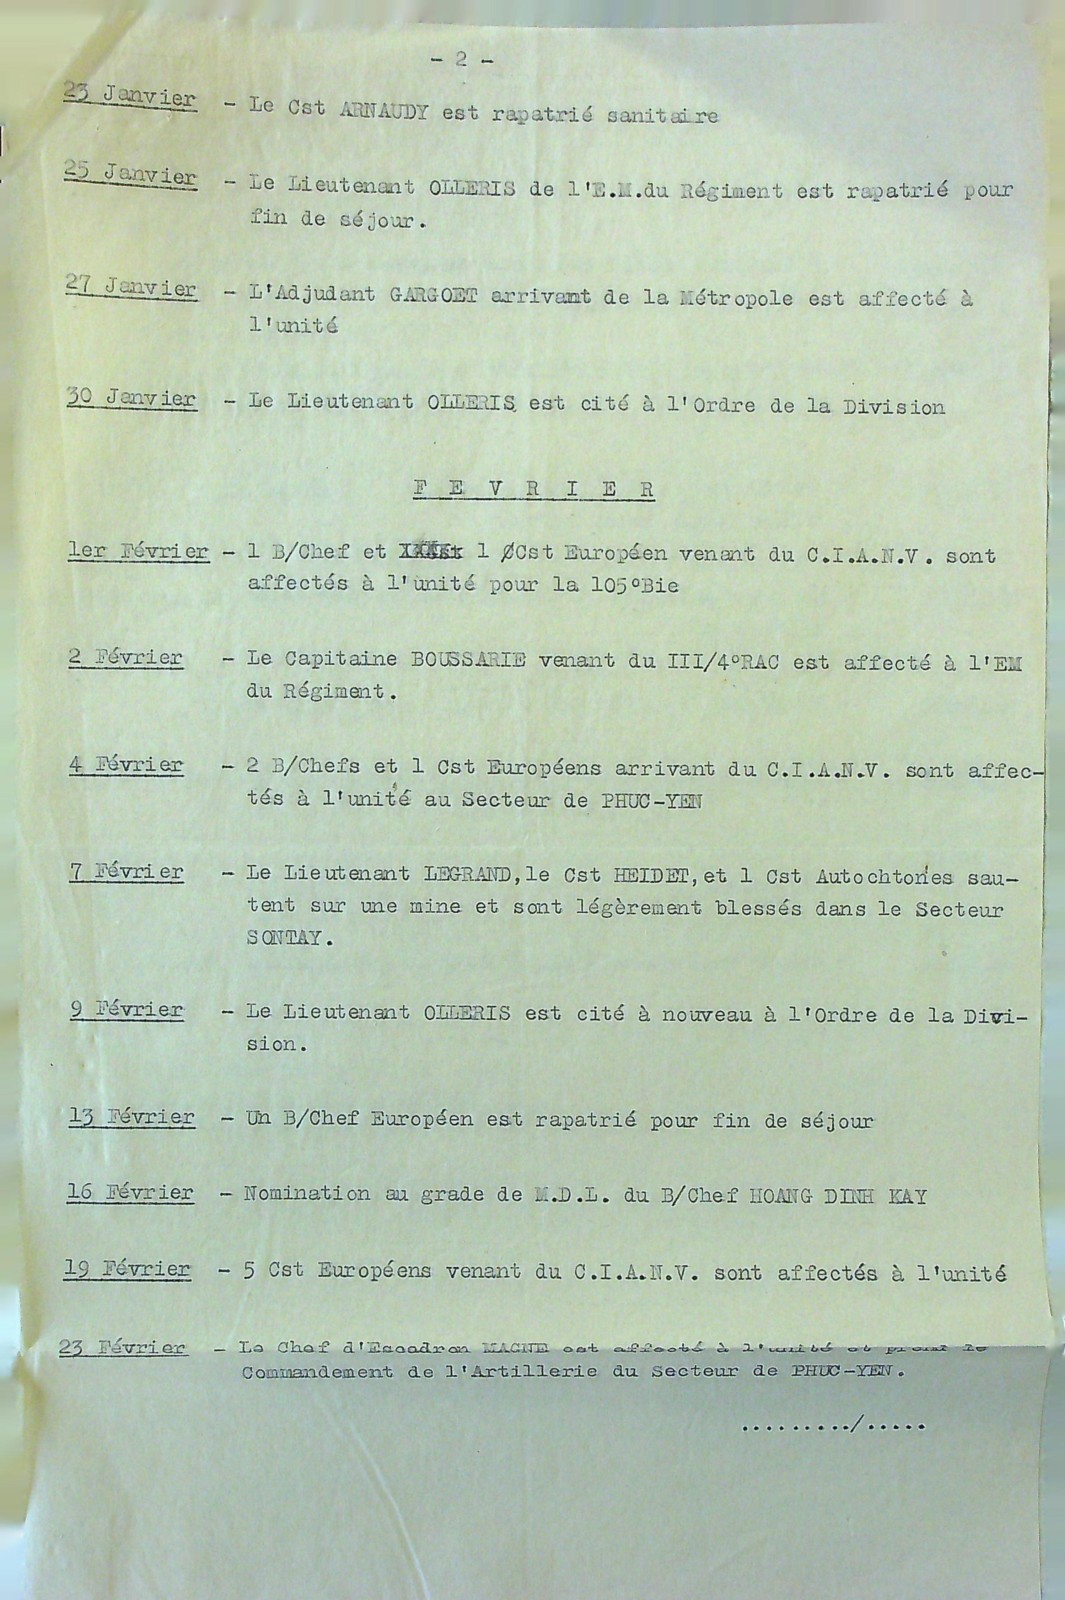 - 2 -
23 Janvier - Le Cst ARNAUDY est rapatrié sanitaire
25 Janvier - Le Lieutenant OLLERIS de l'E.M.du Régiment est rapatrié pour
fin de séjour.
27 Janvier - L'Adjudant GARGOET arrivant de la Métropole est affecté à
l'unité
30 Janvier - Le Lieutenant OLLERIS est cité à l'Ordre de la Division
F E V R I E R
1er Février - 1 B/Chef et 1 Cst Européen venant du C.I.A.N.V. sont
affectés à l'unité pour la 105°Bie
2 Février - Le Capitaine BOUSSARIE venant du III/4°RAC est affecté à l'EM
du Régiment.
4 Février - 2 B/Chefs et 1 Cst Européens arrivant du C.I.A.N.V. sont affec-
tés à l'unité au Secteur de PHUC-YEN
7 Février - Le Lieutenant LEGRAND,le Cst HEIDET,et 1 Cst Autochtones sau-
tent sur une mine et sont légèrement blessés dans le Secteur
SONTAY.
9 Février - Le Lieutenant OLLERIS est cité à nouveau à l'Ordre de la Divi-
sion.
13 Février - Un B/Chef Européen est rapatrié pour fin de séjour
16 Février - Nomination au grade de M.D.L. du B/Chef HOANG DINH KAY
19 Février - 5 Cst Européens venant du C.I.A.N.V. sont affectés à l'unité
23 Février - Le Chef d'Escadron MAGNE est affecté à l'unité et prend le
Commandement de l'Artillerie du Secteur de PHUC-YEN.
........./.....